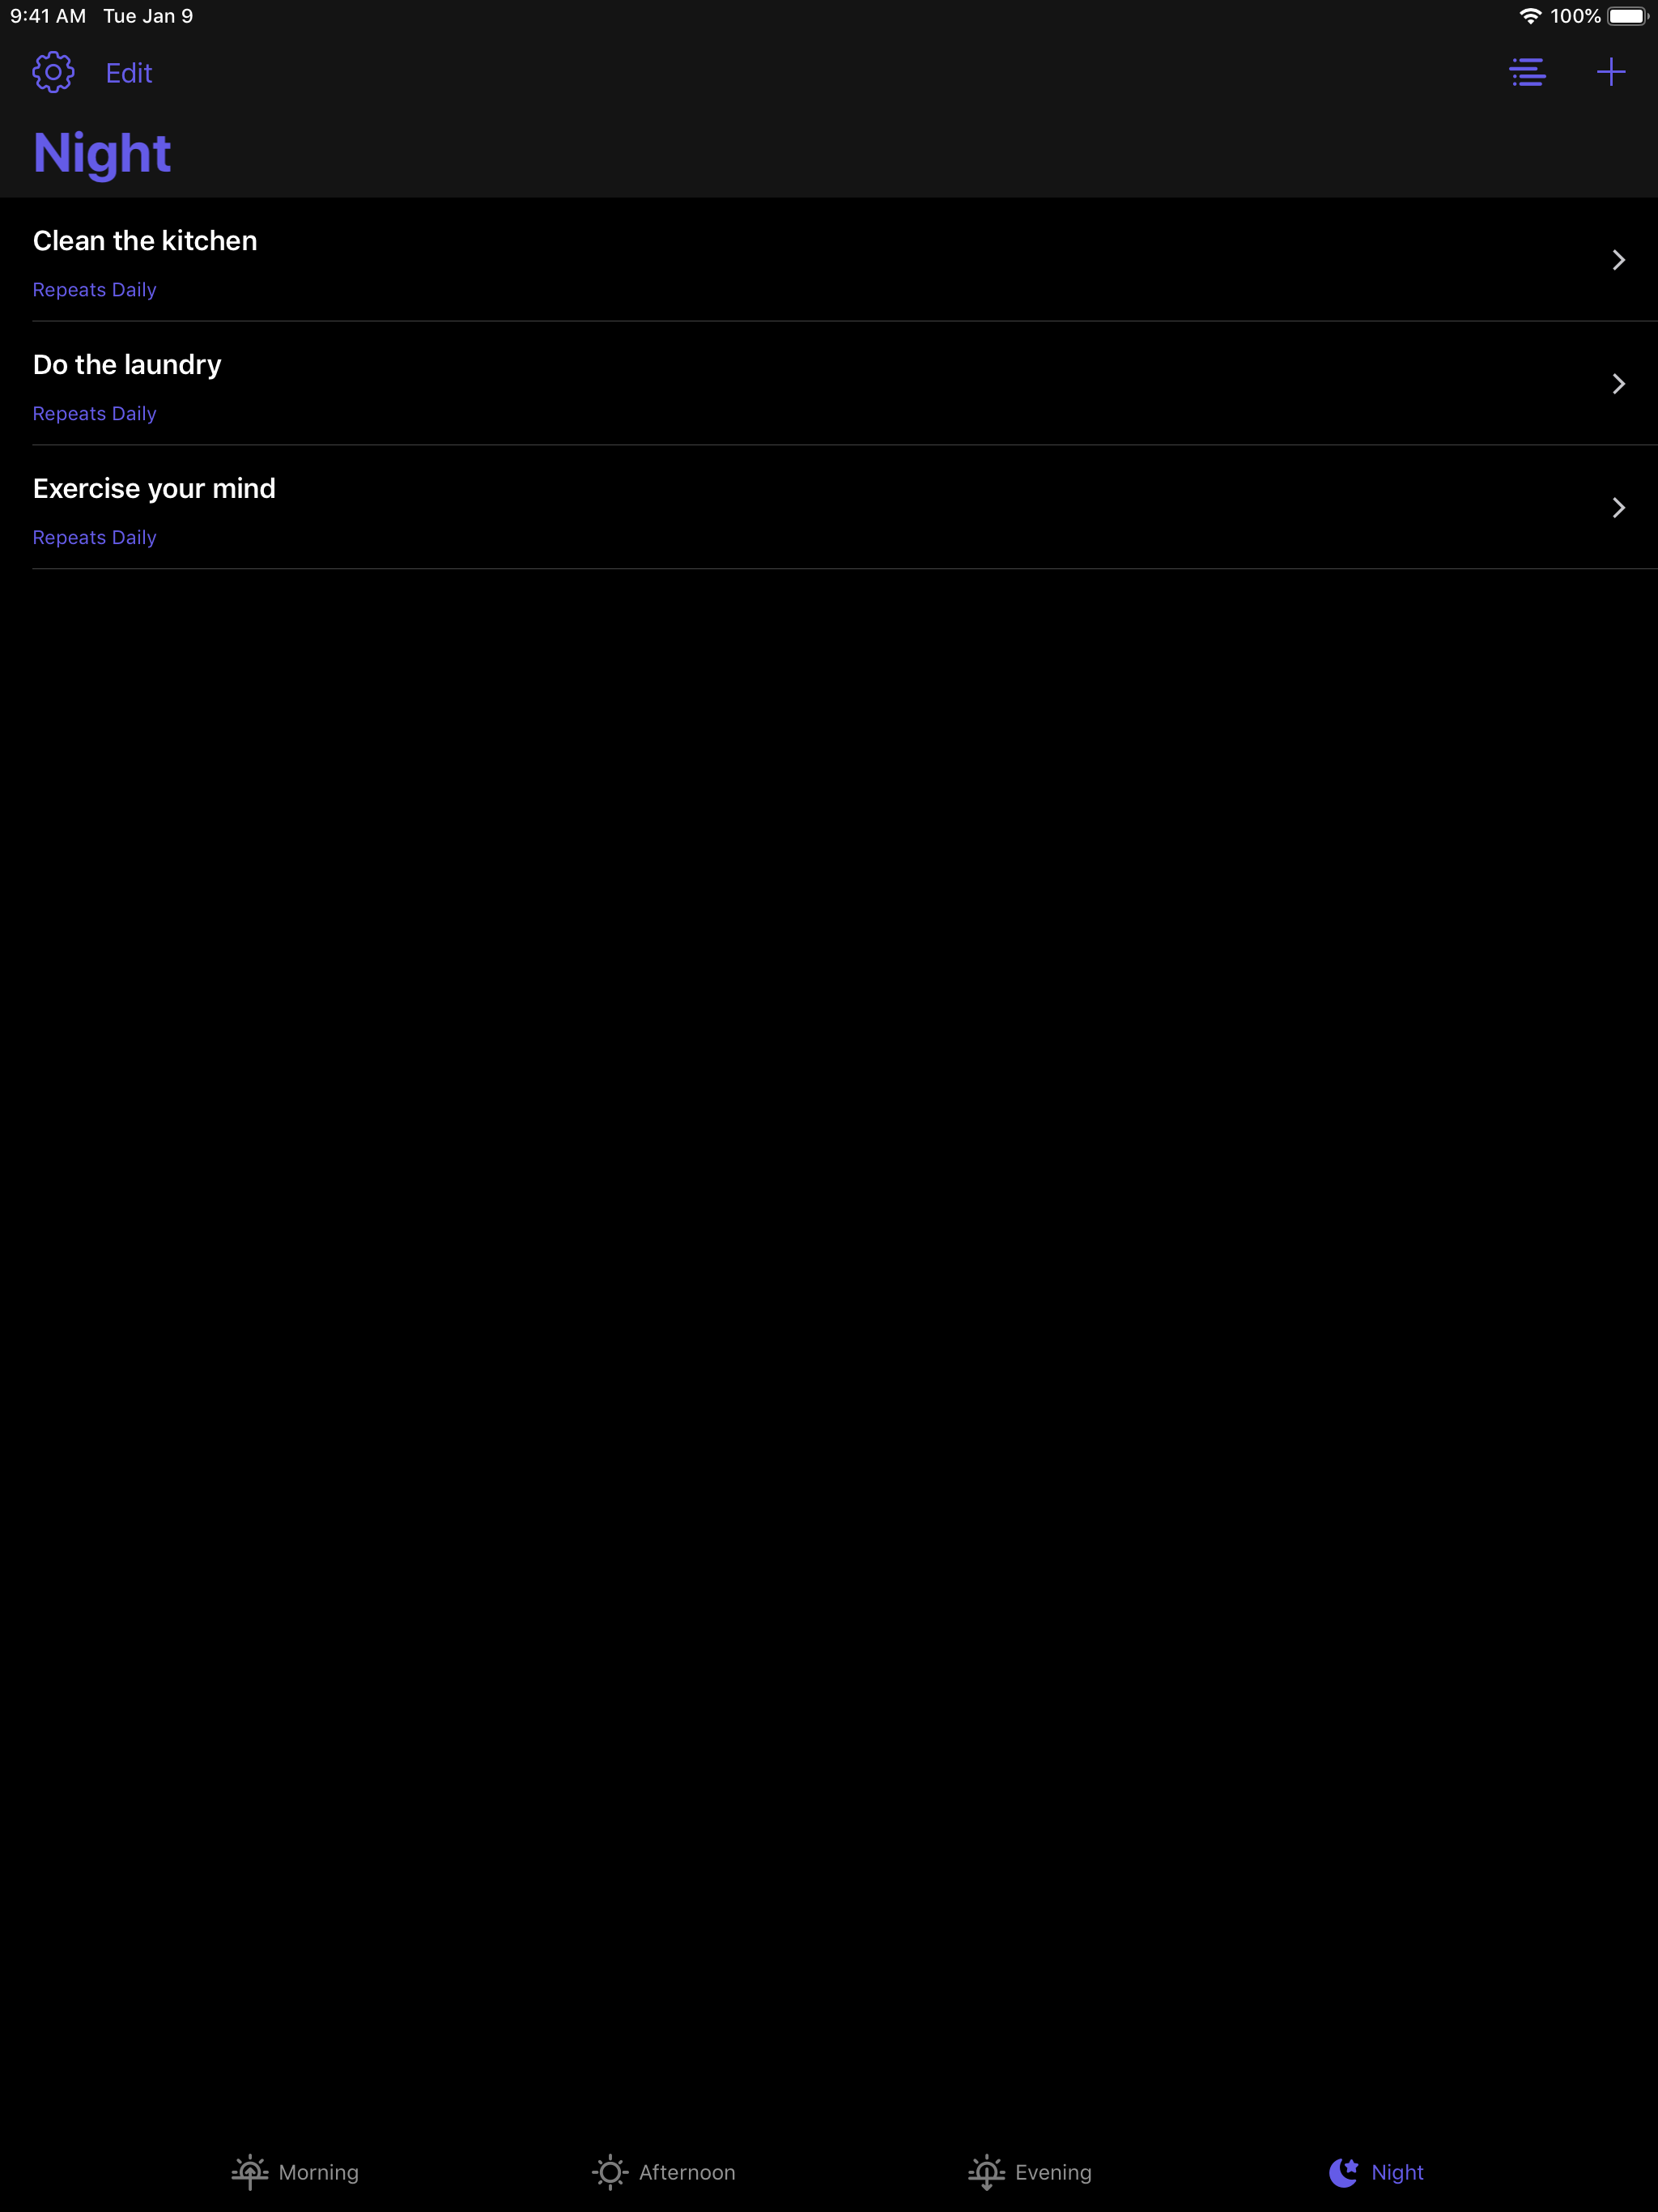 9:41 AM Tue Jan 9 100%
Edit
Night
Clean the kitchen
Repeats Daily
Do the laundry
Repeats Daily
Exercise your mind
Repeats Daily
Morning Afternoon Evening Night